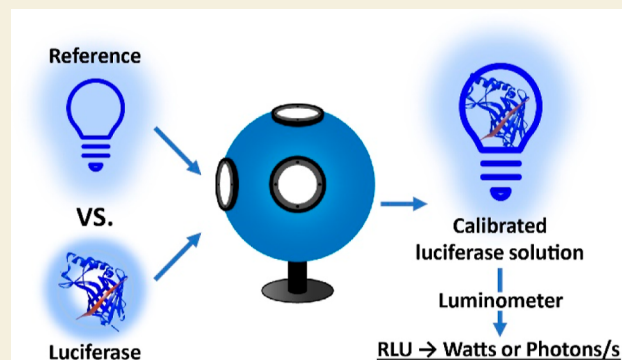 Reference
VS.
Luciferase
Calibrated
luciferase solution
Luminometer
RLU → Watts or Photons/s